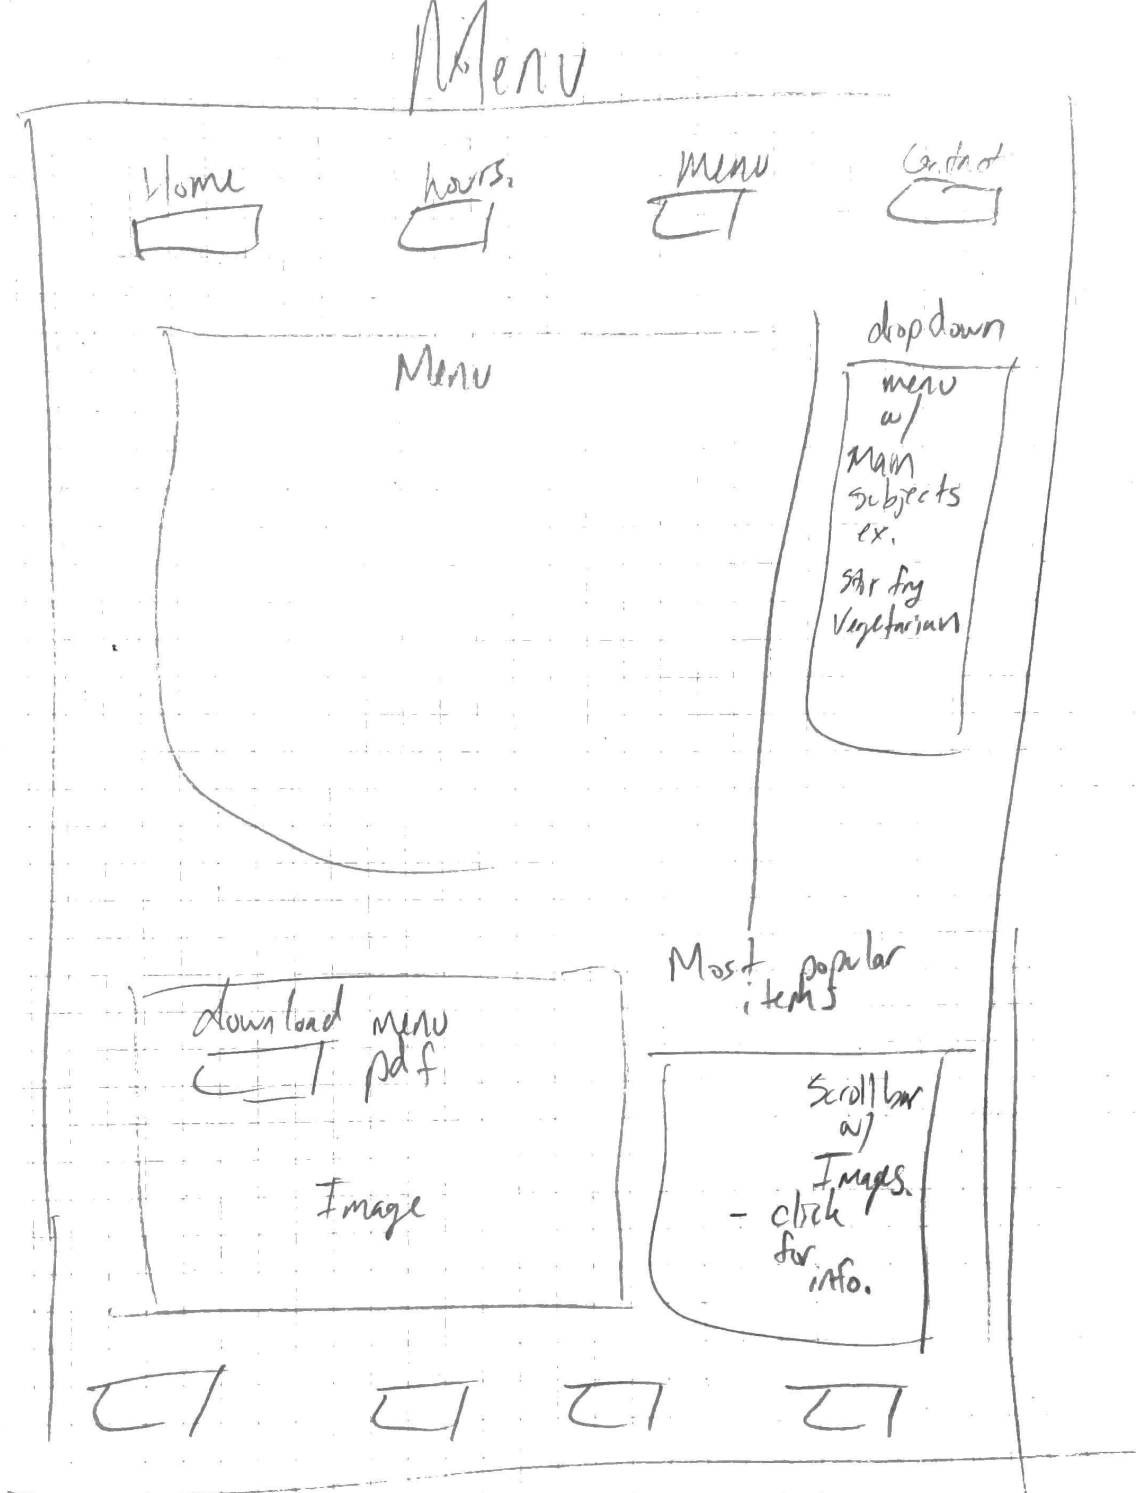 Menu
Home
hours.
menu
Contact
Menu
dropdown
menu
w/
Main
subjects
ex.
Stir fry
Vegetarian
Most popular
items
download menu
pdf
Image
Scroll bar
w/
Images.
- click
for
info.